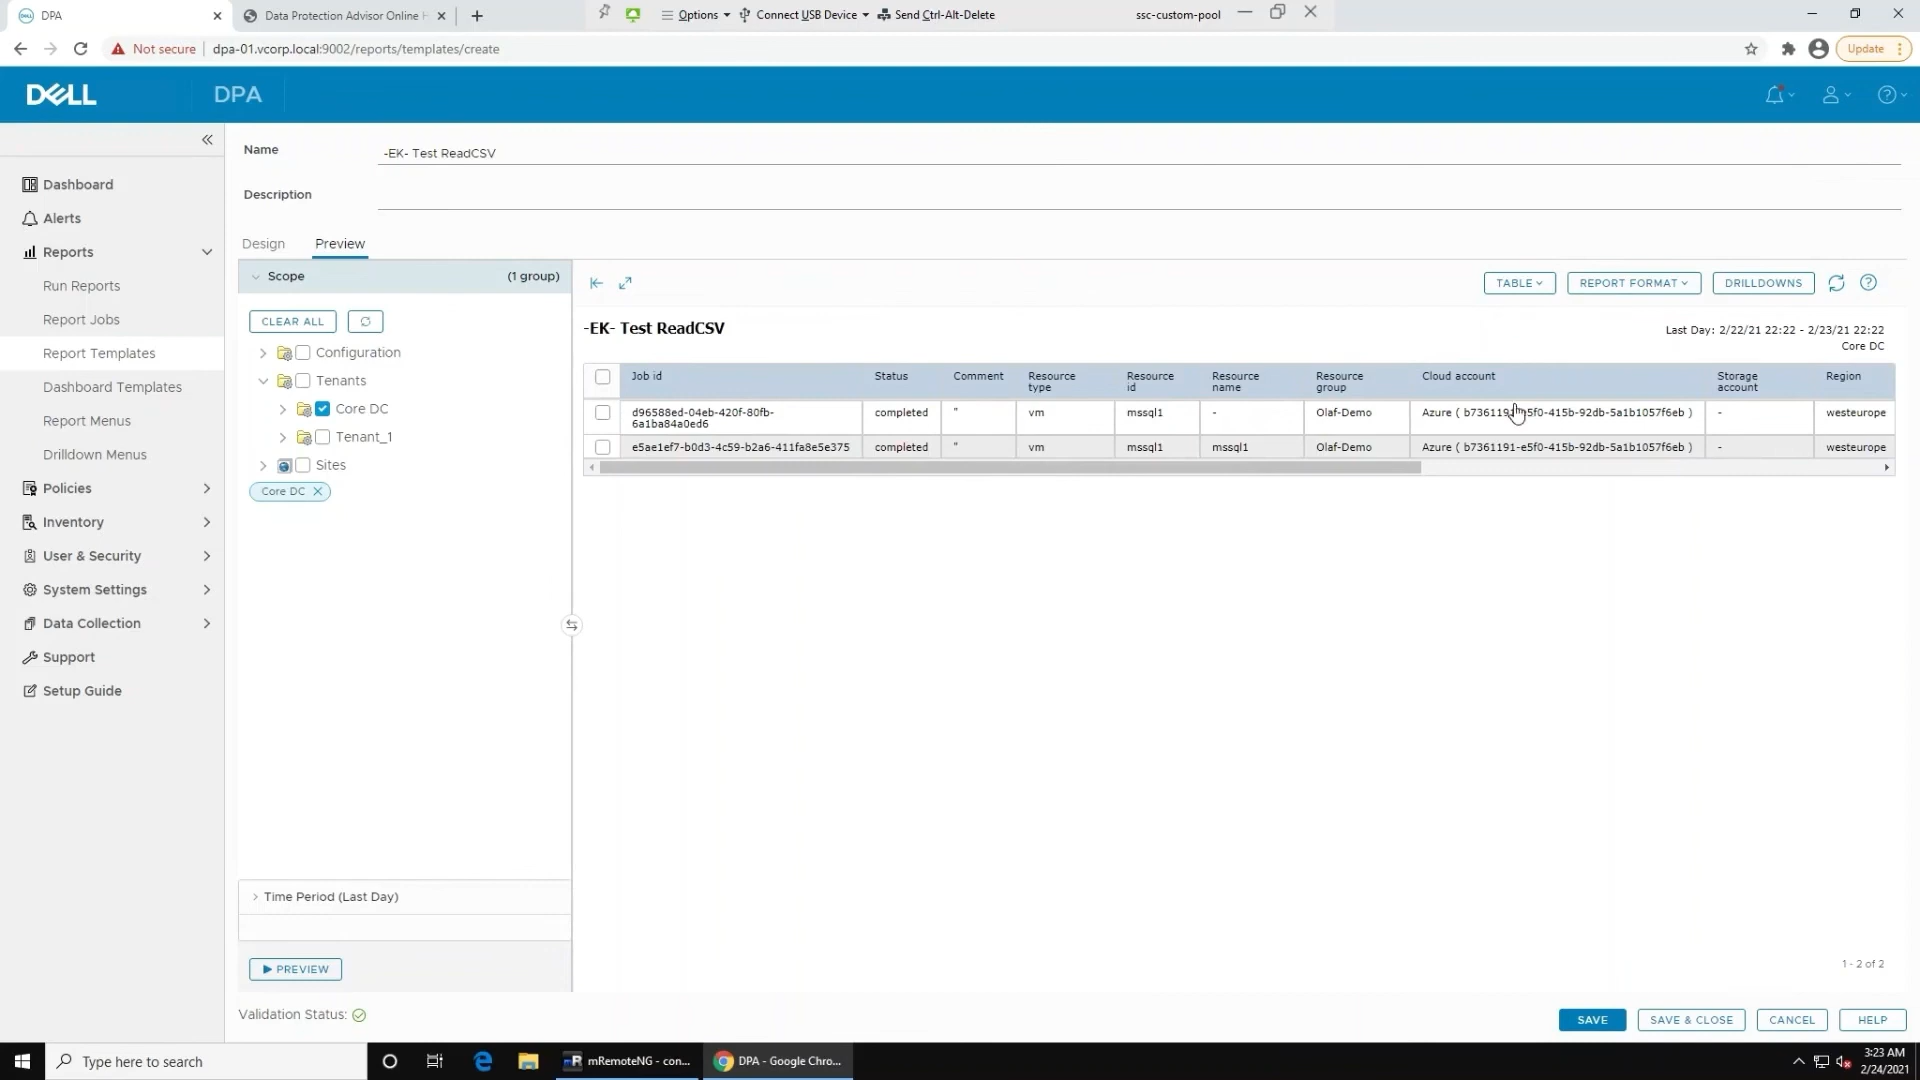 DPA
Data Protection Advisor Online H
Options
Connect USB Device
Send Ctrl-Alt-Delete
ssc-custom-pool
Not secure
dpa-01.vcorp.local:9002/reports/templates/create
Update
DELL
DPA
Dashboard
Alerts
Reports
Run Reports
Report Jobs
Report Templates
Dashboard Templates
Report Menus
Drilldown Menus
Policies
Inventory
User & Security
System Settings
Data Collection
Support
Setup Guide
Name
-EK- Test ReadCSV
Description
Design
Preview
Scope
(1 group)
CLEAR ALL
Configuration
Tenants
Core DC
Tenant_1
Sites
Core DC
Time Period (Last Day)
PREVIEW
Validation Status:
TABLE
REPORT FORMAT
DRILLDOWNS
-EK- Test ReadCSV
Last Day: 2/22/21 22:22 - 2/23/21 22:22
Core DC
Job id
Status
Comment
Resource
type
Resource
id
Resource
name
Resource
group
Cloud account
Storage
account
Region
d96588ed-04eb-420f-80fb-
6a1ba84a0ed6
completed
"
vm
mssql1
-
Olaf-Demo
Azure ( b7361191-e5f0-415b-92db-5a1b1057f6eb )
-
westeurope
e5ae1ef7-b0d3-4c59-b2a6-411fa8e5e375
completed
"
vm
mssql1
mssql1
Olaf-Demo
Azure ( b7361191-e5f0-415b-92db-5a1b1057f6eb )
-
westeurope
1 - 2 of 2
SAVE
SAVE & CLOSE
CANCEL
HELP
Type here to search
mRemoteNG - con...
DPA - Google Chro...
3:23 AM
2/24/2021